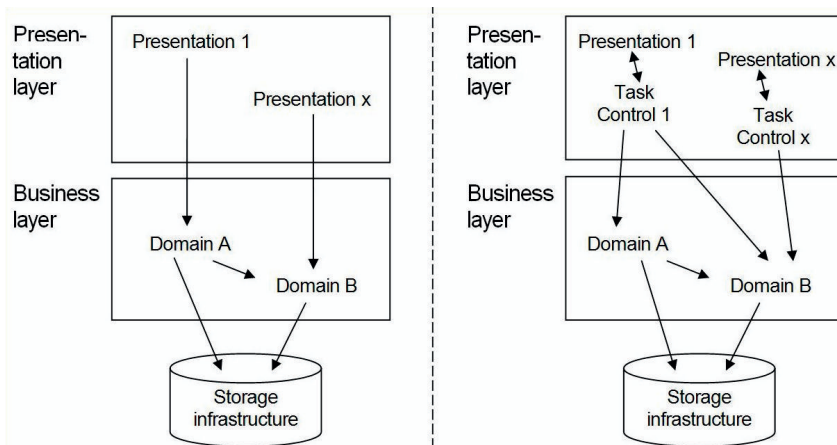 Presen-
tation
layer
Presentation 1
Presentation x
Business
layer
Domain A
Domain B
Storage
infrastructure
Presen-
tation
layer
Presentation 1
Presentation x
Task
Control 1
Task
Control x
Business
layer
Domain A
Domain B
Storage
infrastructure